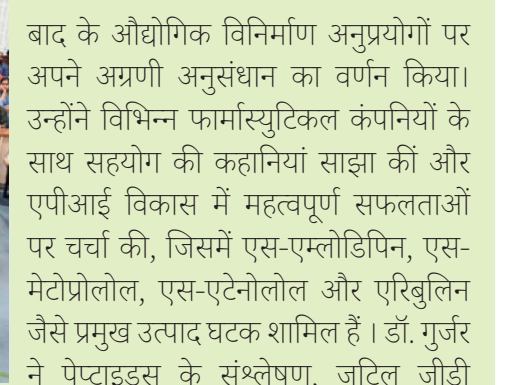 बाद के औद्योगिक विनिर्माण अनुप्रयोगों पर
अपने अग्रणी अनुसंधान का वर्णन किया।
उन्होंने विभिन्न फार्मास्युटिकल कंपनियों के
साथ सहयोग की कहानियां साझा कीं और
एपीआई विकास में महत्वपूर्ण सफलताओं
पर चर्चा की, जिसमें एस-एम्लोडिपिन, एस-
मेटोप्रोलोल, एस-एटेनोलोल और एरिबुलिन
जैसे प्रमुख उत्पाद घटक शामिल हैं । डॉ. गुर्जर
ने पेप्टाइड्स के संश्लेषण, जटिल जीडी